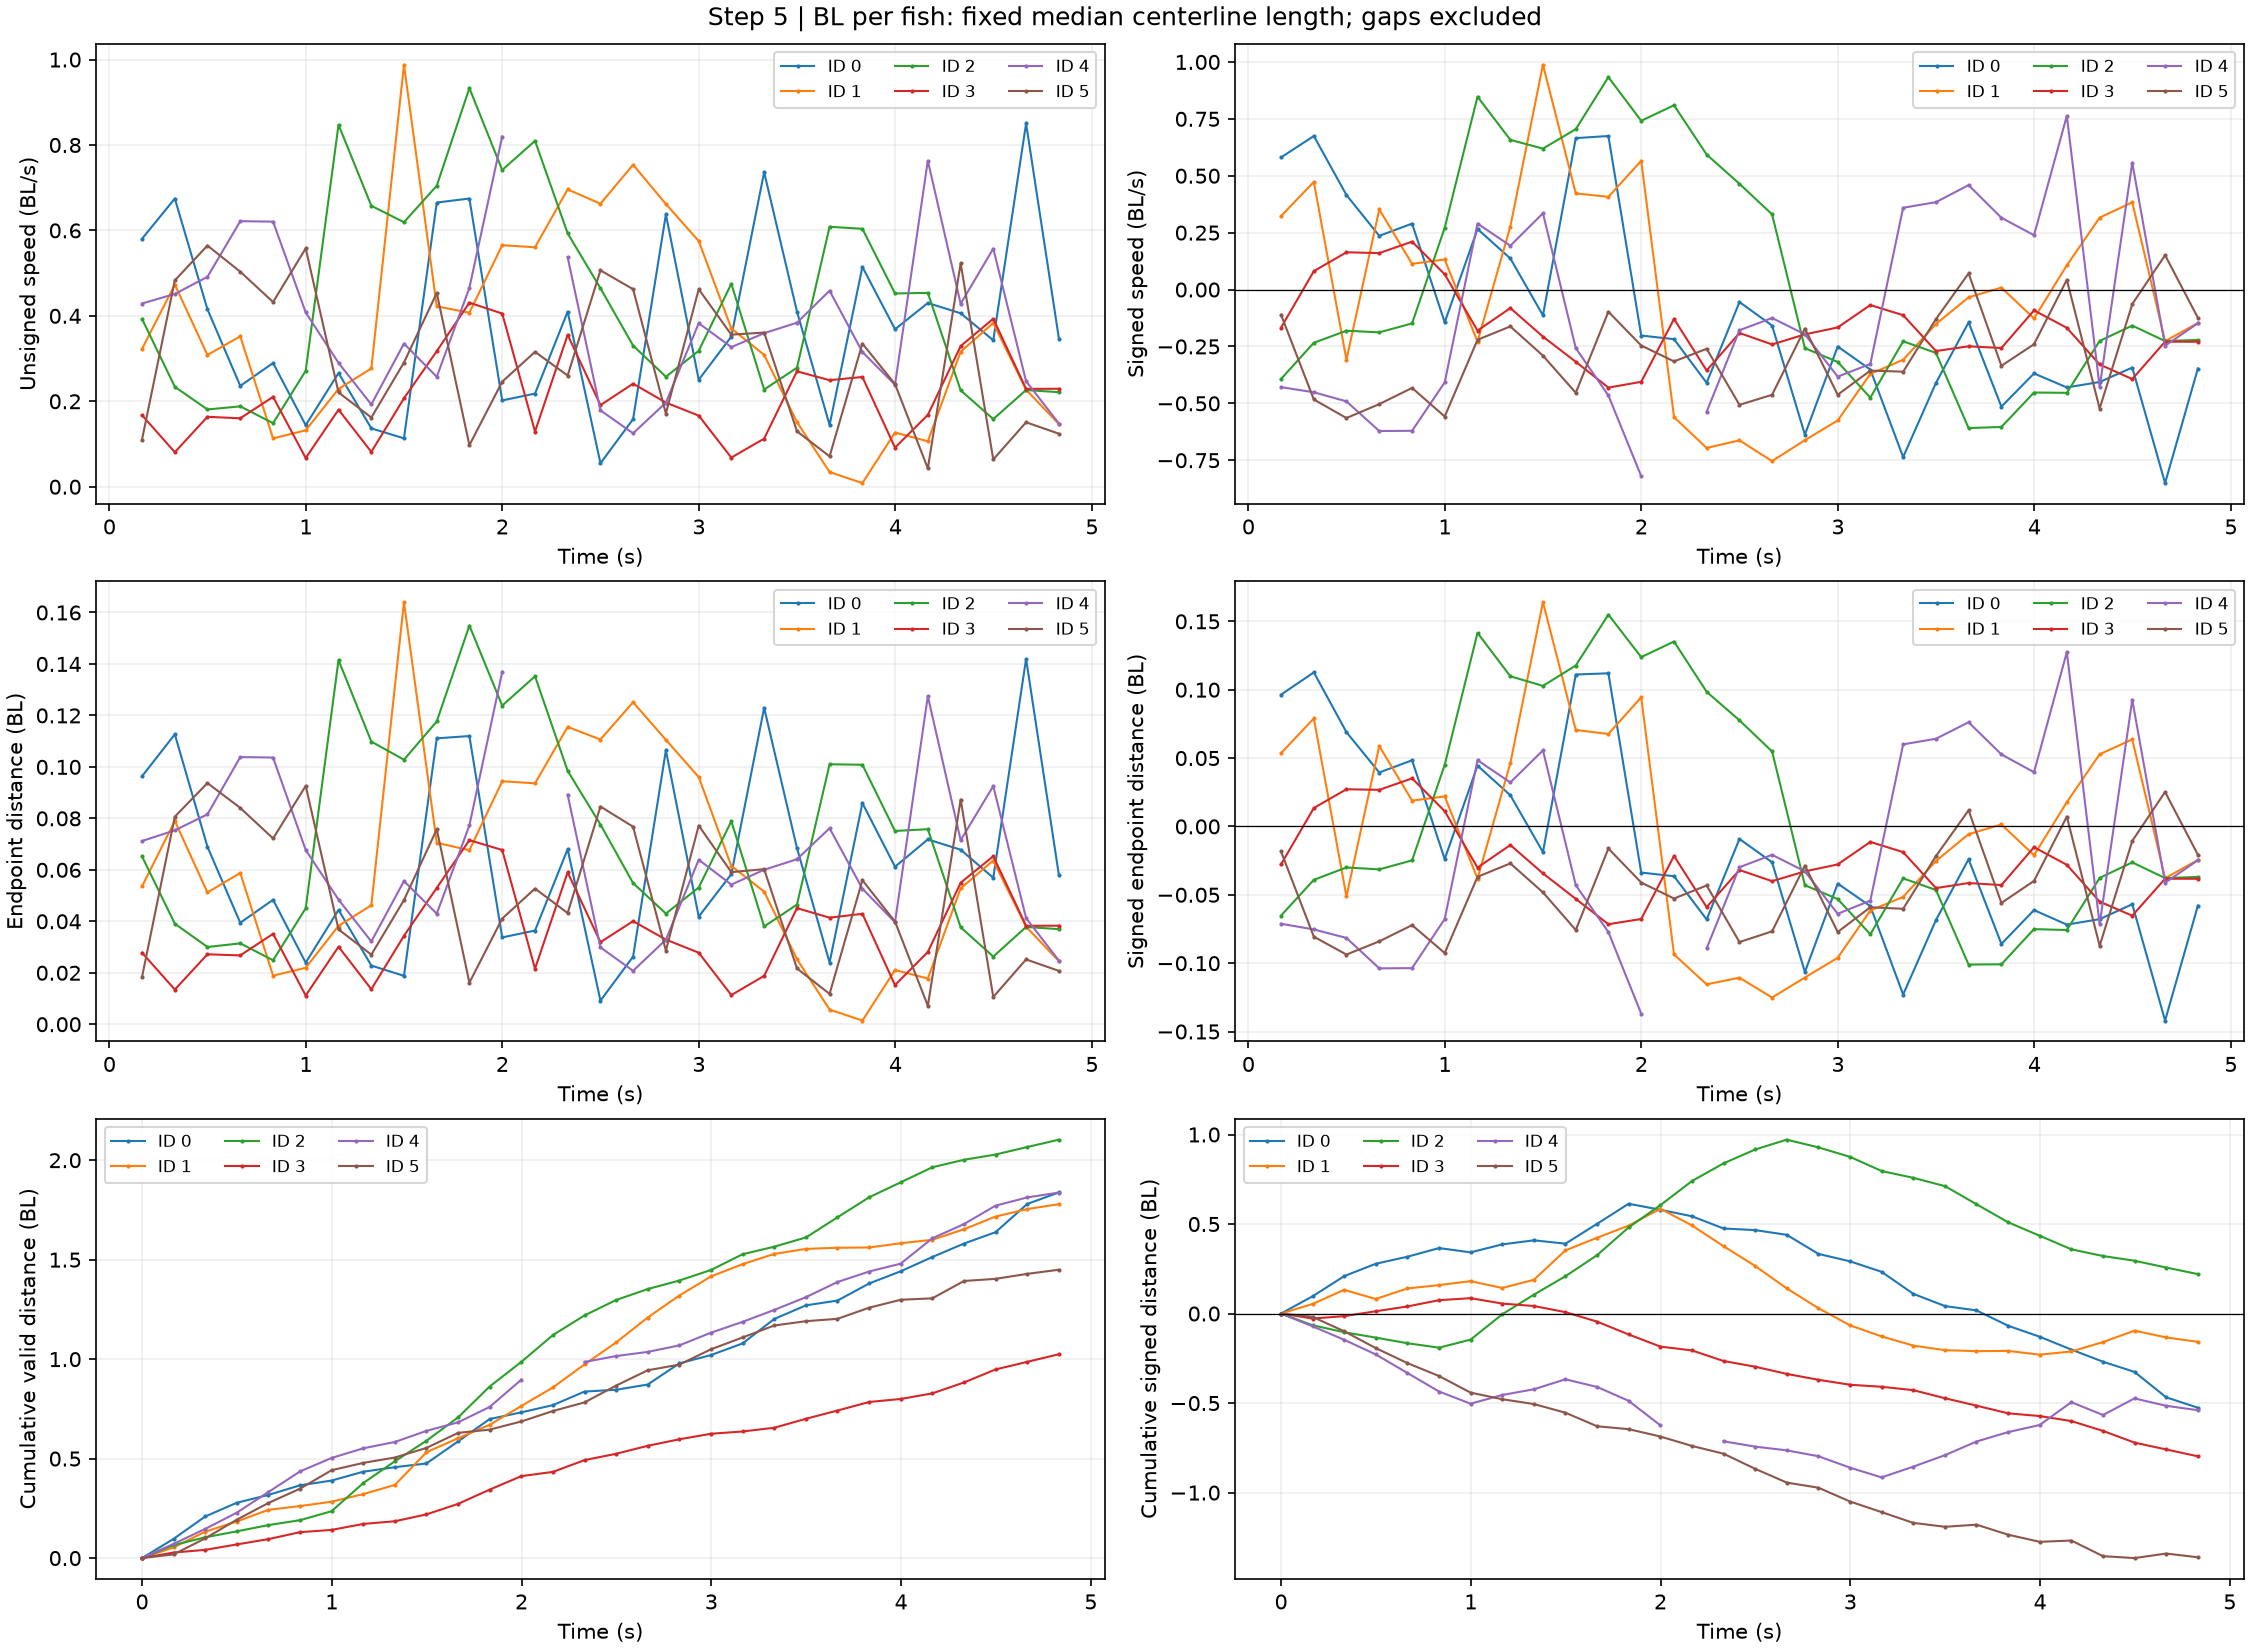 Step 5 | BL per fish: fixed median centerline length; gaps excluded
Unsigned speed (BL/s)
1.0
0.8
0.6
0.4
0.2
0.0
ID 0 ID 2 ID 4
ID 1 ID 3 ID 5
0 1 2 3 4 5
Time (s)
Signed speed (BL/s)
1.00
0.75
0.50
0.25
0.00
−0.25
−0.50
−0.75
ID 0 ID 2 ID 4
ID 1 ID 3 ID 5
0 1 2 3 4 5
Time (s)
Endpoint distance (BL)
0.16
0.14
0.12
0.10
0.08
0.06
0.04
0.02
0.00
ID 0 ID 2 ID 4
ID 1 ID 3 ID 5
0 1 2 3 4 5
Time (s)
Signed endpoint distance (BL)
0.15
0.10
0.05
0.00
−0.05
−0.10
−0.15
ID 0 ID 2 ID 4
ID 1 ID 3 ID 5
0 1 2 3 4 5
Time (s)
Cumulative valid distance (BL)
2.0
1.5
1.0
0.5
0.0
ID 0 ID 2 ID 4
ID 1 ID 3 ID 5
0 1 2 3 4 5
Time (s)
Cumulative signed distance (BL)
1.0
0.5
0.0
−0.5
−1.0
ID 0 ID 2 ID 4
ID 1 ID 3 ID 5
0 1 2 3 4 5
Time (s)